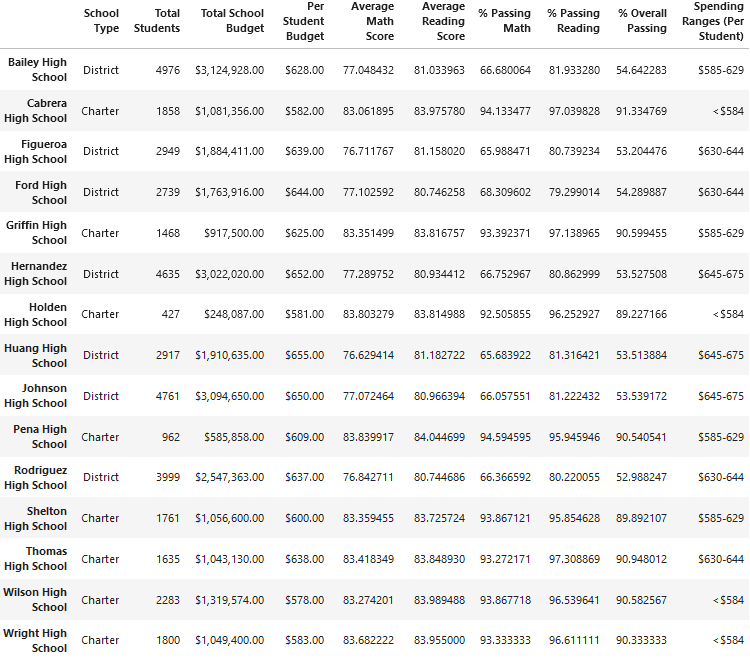 School Type Total Students Total School Budget Per Student Budget Average Math Score Average Reading Score % Passing Math % Passing Reading % Overall Passing Spending Ranges (Per Student)
Bailey High School District 4976 $3,124,928.00 $628.00 77.048432 81.033963 66.680064 81.933280 54.642283 $585-629
Cabrera High School Charter 1858 $1,081,356.00 $582.00 83.061895 83.975780 94.133477 97.039828 91.334769 <$584
Figueroa High School District 2949 $1,884,411.00 $639.00 76.711767 81.158020 65.988471 80.739234 53.204476 $630-644
Ford High School District 2739 $1,763,916.00 $644.00 77.102592 80.746258 68.309602 79.299014 54.289887 $630-644
Griffin High School Charter 1468 $917,500.00 $625.00 83.351499 83.816757 93.392371 97.138965 90.599455 $585-629
Hernandez High School District 4635 $3,022,020.00 $652.00 77.289752 80.934412 66.752967 80.862999 53.527508 $645-675
Holden High School Charter 427 $248,087.00 $581.00 83.803279 83.814988 92.505855 96.252927 89.227166 <$584
Huang High School District 2917 $1,910,635.00 $655.00 76.629414 81.182722 65.683922 81.316421 53.513884 $645-675
Johnson High School District 4761 $3,094,650.00 $650.00 77.072464 80.966394 66.057551 81.222432 53.539172 $645-675
Pena High School Charter 962 $585,858.00 $609.00 83.839917 84.044699 94.594595 95.945946 90.540541 $585-629
Rodriguez High School District 3999 $2,547,363.00 $637.00 76.842711 80.744686 66.366592 80.220055 52.988247 $630-644
Shelton High School Charter 1761 $1,056,600.00 $600.00 83.359455 83.725724 93.867121 95.854628 89.892107 $585-629
Thomas High School Charter 1635 $1,043,130.00 $638.00 83.418349 83.848930 93.272171 97.308869 90.948012 $630-644
Wilson High School Charter 2283 $1,319,574.00 $578.00 83.274201 83.989488 93.867718 96.539641 90.582567 <$584
Wright High School Charter 1800 $1,049,400.00 $583.00 83.682222 83.955000 93.333333 96.611111 90.333333 <$584